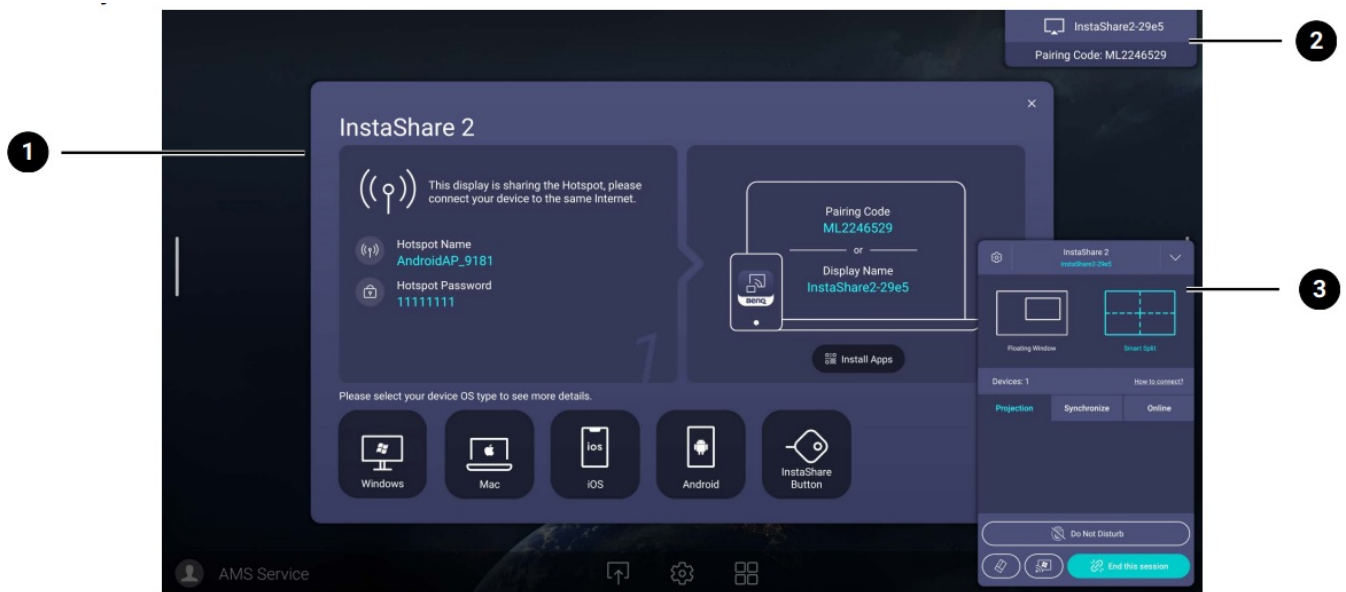 InstaShare2-29e5
Pairing Code: ML2246529
2
1
InstaShare 2
This display is sharing the Hotspot, please
connect your device to the same Internet.
Hotspot Name
AndroidAP_9181
Hotspot Password
11111111
1
Pairing Code
ML2246529
or
Display Name
InstaShare2-29e5
BenQ
Install Apps
Please select your device OS type to see more details.
Windows
Mac
ios
iOS
Android
InstaShare
Button
3
InstaShare 2
InstaShare2-29e5
Floating Window
Smart Split
Devices: 1
How to connect?
Projection
Synchronize
Online
Do Not Disturb
End this session
AMS Service